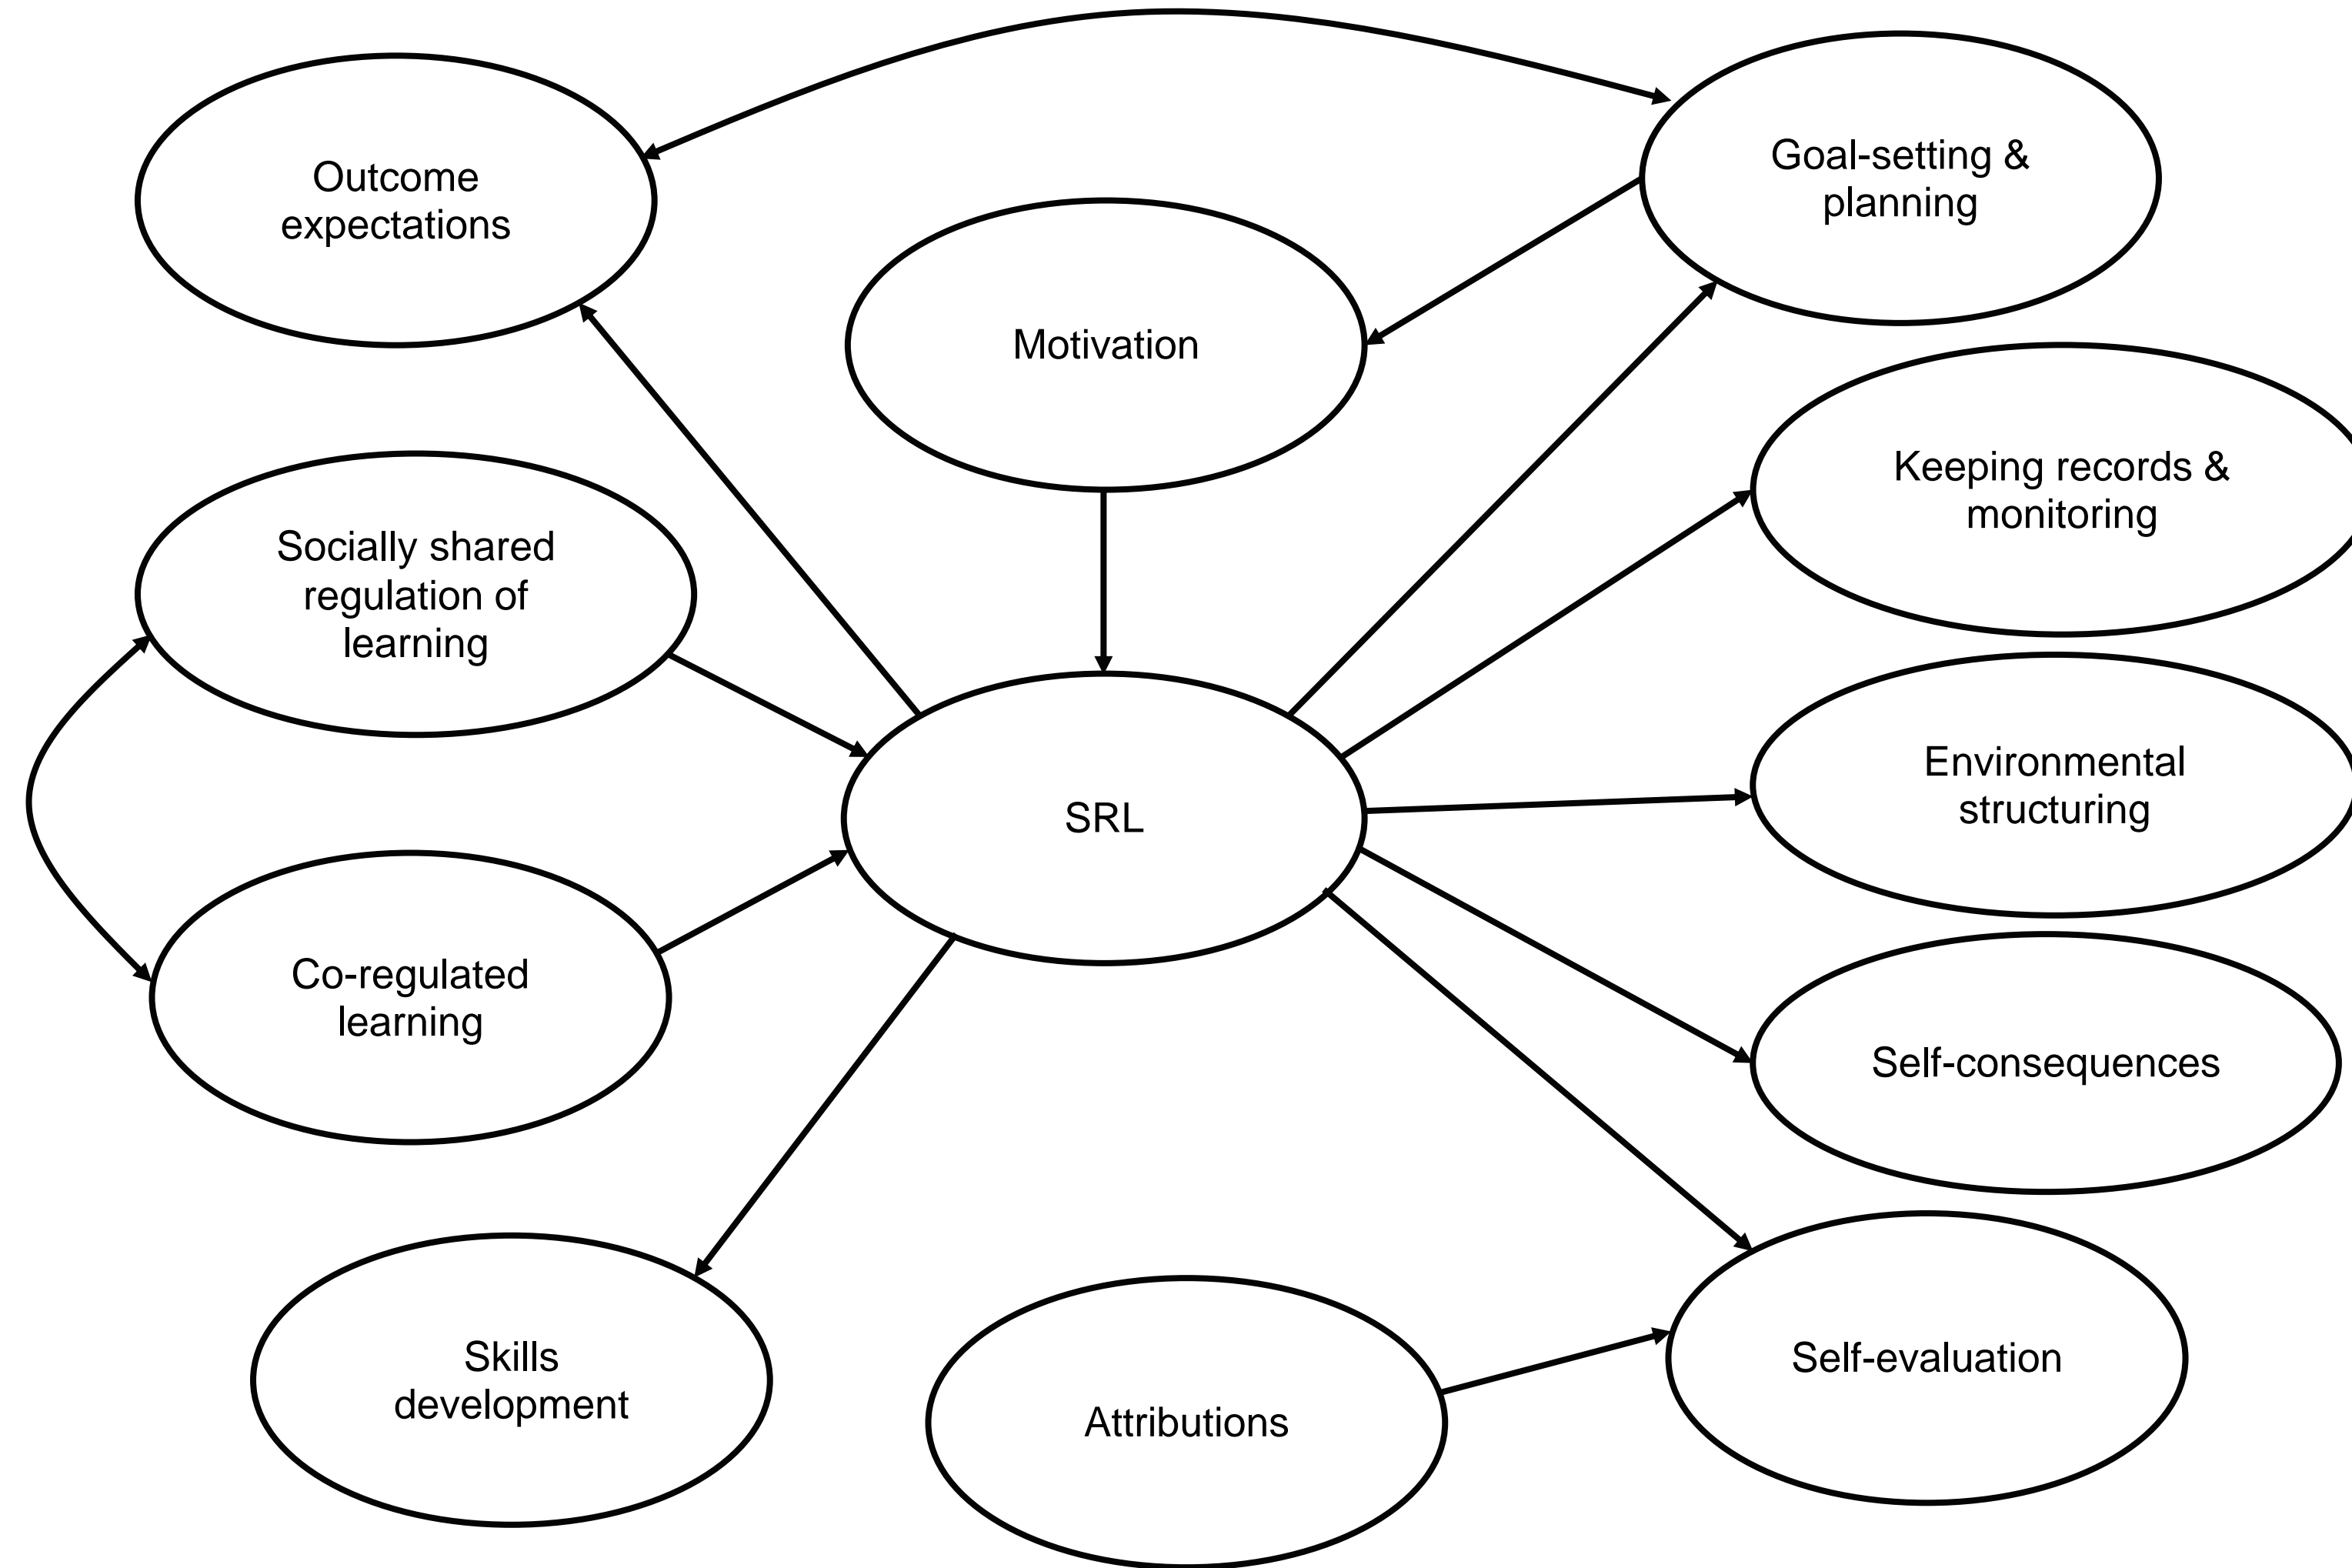 Outcome
expectations
Goal-setting &
planning
Motivation
Keeping records &
monitoring
Socially shared
regulation of
learning
Environmental
structuring
SRL
Co-regulated
learning
Self-consequences
Skills
development
Attributions
Self-evaluation